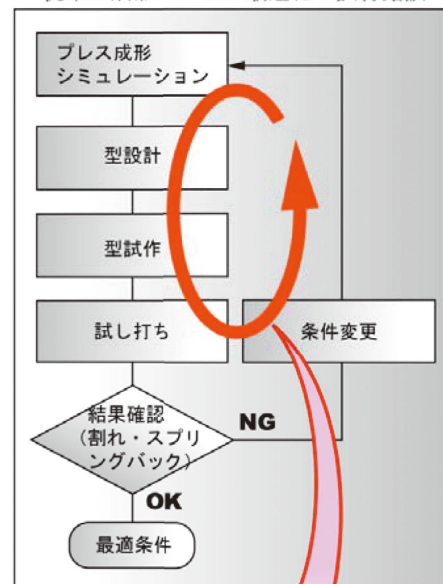 プレス成形
シミュレーション
型設計
型試作
試し打ち
条件変更
結果確認
（割れ・スプリ
ングバック）
NG
OK
最適条件